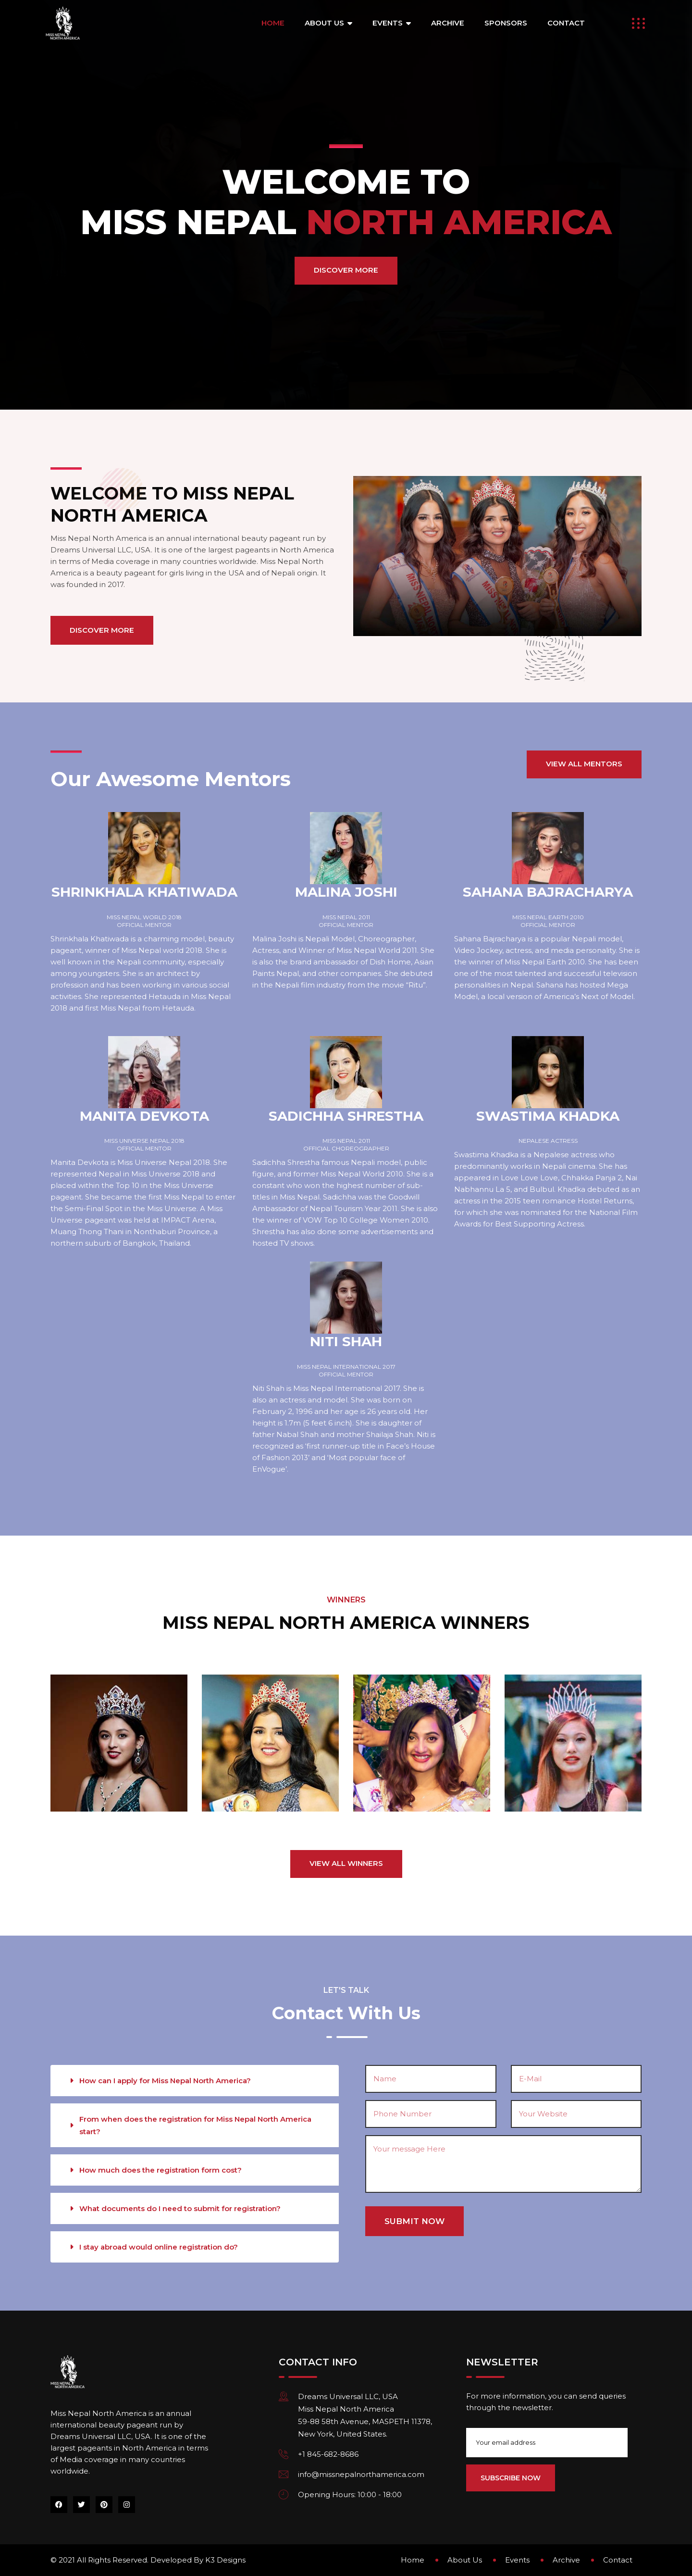 MISS NEPAL
NORTH AMERICA
HOME
ABOUT US
EVENTS
ARCHIVE
SPONSORS
CONTACT
WELCOME TO
MISS NEPAL NORTH AMERICA
DISCOVER MORE
WELCOME TO MISS NEPAL
NORTH AMERICA
Miss Nepal North America is an annual international beauty pageant run by
Dreams Universal LLC, USA. It is one of the largest pageants in North America
in terms of Media coverage in many countries worldwide. Miss Nepal North
America is a beauty pageant for girls living in the USA and of Nepali origin. It
was founded in 2017.
DISCOVER MORE
Our Awesome Mentors
VIEW ALL MENTORS
SHRINKHALA KHATIWADA
MISS NEPAL WORLD 2018
OFFICIAL MENTOR
Shrinkhala Khatiwada is a charming model, beauty
pageant, winner of Miss Nepal world 2018. She is
well known in the Nepali community, especially
among youngsters. She is an architect by
profession and has been working in various social
activities. She represented Hetauda in Miss Nepal
2018 and first Miss Nepal from Hetauda
MALINA JOSHI
MISS NEPAL 2011
OFFICIAL MENTOR
Malina Joshi is Nepali Model, Choreographer,
Actress, and Winner of Miss Nepal World 2011. She
is also the brand ambassador of Dish Home, Asian
Paints Nepal, and other companies. She debuted
in the Nepali film industry from the movie "Ritu".
SAHANA BAJRACHARYA
MISS NEPAL EARTH 2010
OFFICIAL MENTOR
Sahana Bajracharya is a popular Nepali model,
Video Jockey, actress, and media personality. She is
the winner of Miss Nepal Earth 2010. She has been
one of the most talented and successful television
personalities in Nepal. Sahana has hosted Mega
Model, a local version of America's Next of Model.
MANITA DEVKOTA
MISS UNIVERSE NEPAL 2018
OFFICIAL MENTOR
Manita Devkota is Miss Universe Nepal 2018. She
represented Nepal in Miss Universe 2018 and
placed within the Top 10 in the Miss Universe
pageant. She became the first Miss Nepal to enter
the Semi-Final Spot in the Miss Universe. A Miss
Universe pageant was held at IMPACT Arena,
Muang Thong Thani in Nonthaburi Province, a
northern suburb of Bangkok, Thailand.
SADICHHA SHRESTHA
MISS NEPAL 2011
OFFICIAL CHOREOGRAPHER
Sadichha Shrestha famous Nepali model, public
figure, and former Miss Nepal World 2010. She is a
constant who won the highest number of sub-
titles in Miss Nepal. Sadichha was the Goodwill
Ambassador of Nepal Tourism Year 2011. She is also
the winner of VOW Top 10 College Women 2010.
Shrestha has also done some advertisements and
hosted TV shows.
SWASTIMA KHADKA
NEPALESE ACTRESS
Swastima Khadka is a Nepalese actress who
predominantly works in Nepali cinema. She has
appeared in Love Love Love, Chhakka Panja 2, Nai
Nabhannu La 5, and Bulbul. Khadka debuted as an
actress in the 2015 teen romance Hostel Returns,
for which she was nominated for the National Film
Awards for Best Supporting Actress.
NITI SHAH
MISS NEPAL INTERNATIONAL 2017
OFFICIAL MENTOR
Niti Shah is Miss Nepal International 2017. She is
also an actress and model. She was born on
February 2, 1996 and her age is 26 years old. Her
height is 1.7m (5 feet 6 inch). She is daughter of
father Nabal Shah and mother Shailaja Shah. Niti is
recognized as 'first runner-up title in Face's House
of Fashion 2013' and 'Most popular face of
EnVogue'.
WINNERS
MISS NEPAL NORTH AMERICA WINNERS
VIEW ALL WINNERS
LET'S TALK
Contact With Us
How can I apply for Miss Nepal North America?
From when does the registration for Miss Nepal North America
start?
How much does the registration form cost?
What documents do I need to submit for registration?
I stay abroad would online registration do?
Name
E-Mail
Phone Number
Your Website
Your message Here
SUBMIT NOW
MISS NEPAL
NORTH AMERICA
Miss Nepal North America is an annual
international beauty pageant run by
Dreams Universal LLC, USA. It is one of the
largest pageants in North America in terms
of Media coverage in many countries
worldwide.
CONTACT INFO
Dreams Universal LLC, USA
Miss Nepal North America
59-88 58th Avenue, MASPETH 11378,
New York, United States.
+1 845-682-8686
info@missnepalnorthamerica.com
Opening Hours: 10:00 - 18:00
NEWSLETTER
For more information, you can send queries
through the newsletter.
Your email address
SUBSCRIBE NOW
© 2021 All Rights Reserved. Developed By K3 Designs
Home
About Us
Events
Archive
Contact